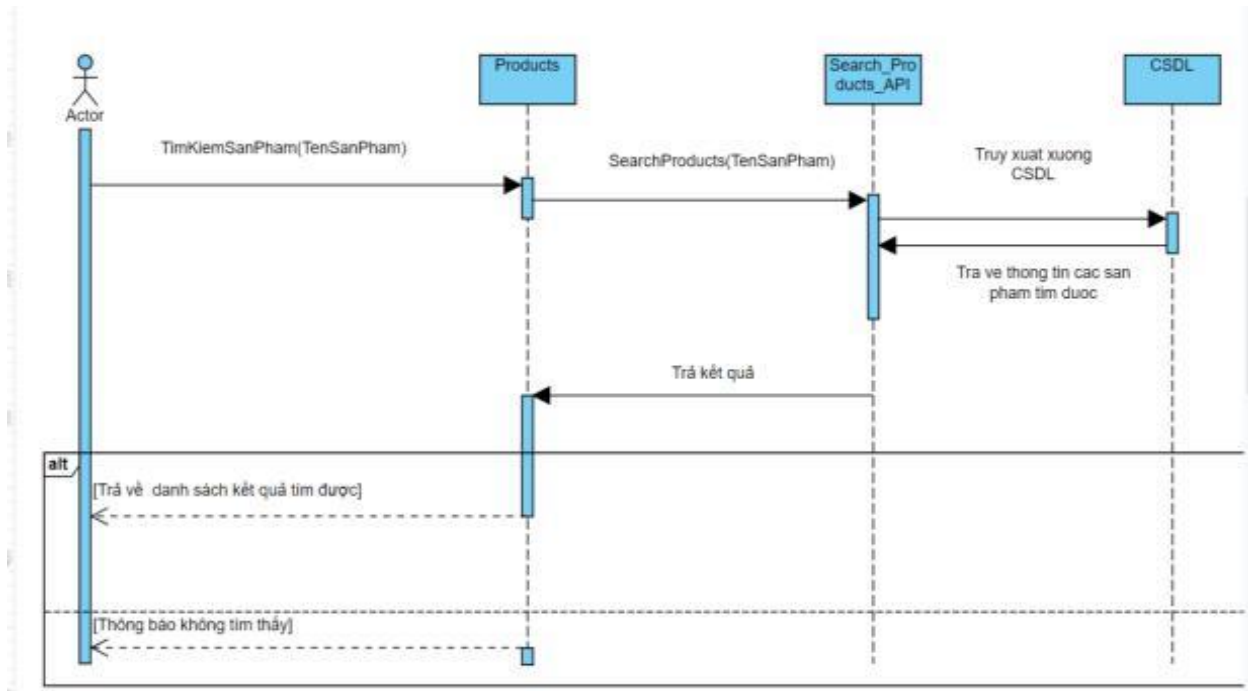 Products
Search_Pro
ducts_API
CSDL
Actor
TimKiemSanPham(TenSanPham)
SearchProducts(TenSanPham)
Truy xuat xuong
CSDL
Tra ve thong tin cac san
pham tim duoc
Trả kết quả
alt
[Trả về danh sách kết quả tìm được]
[Thông báo không tìm thấy]